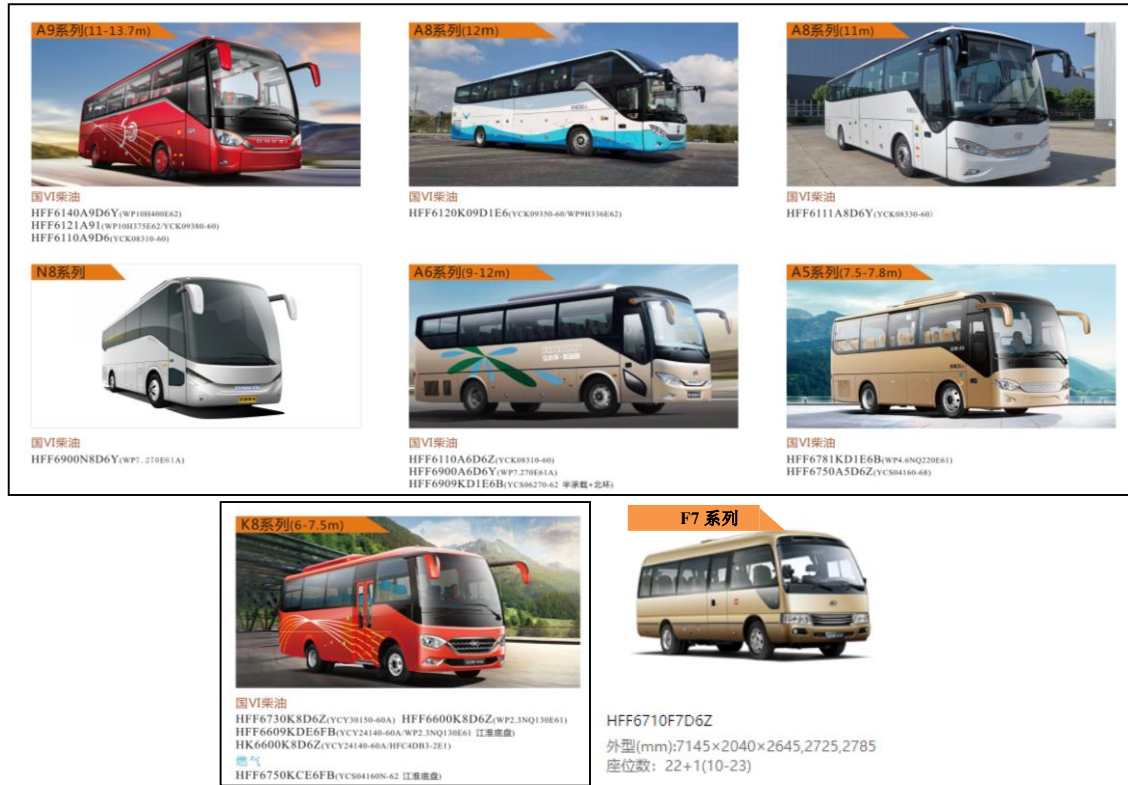 A9系列(11-13.7m)
国VI柴油
HFF6140A9D6Y(WP10H400E62)
HFF6121A91(WP10H375E62/YCK09380-60)
HFF6110A9D6(YCK08310-60)
A8系列(12m)
国VI柴油
HFF6120K09D1E6(YCK09350-60/WP9H336E62)
A8系列(11m)
国VI柴油
HFF6111A8D6Y(YCK08330-60)
N8系列
国VI柴油
HFF6900N8D6Y(WP7. 270E61A)
A6系列(9-12m)
国VI柴油
HFF6110A6D6Z(YCK08310-60)
HFF6900A6D6Y(WP7.270E61A)
HFF6909KD1E6B(YCS06270-62 半承载+北环)
A5系列(7.5-7.8m)
国VI柴油
HFF6781KD1E6B(WP4.6NQ220E61)
HFF6750A5D6Z(YCS04160-68)
K8系列(6-7.5m)
国VI柴油
HFF6730K8D6Z(YCY30150-60A) HFF6600K8D6Z(WP2.3NQ130E61)
HFF6609KDE6FB(YCY24140-60A/WP2.3NQ130E61 江淮底盘)
HK6600K8D6Z(YCY24140-60A/HFC4DB3-2E1)
燃气
HFF6750KCE6FB(YCS04160N-62 江淮底盘)
F7 系列
HFF6710F7D6Z
外型(mm):7145×2040×2645,2725,2785
座位数：22+1(10-23)